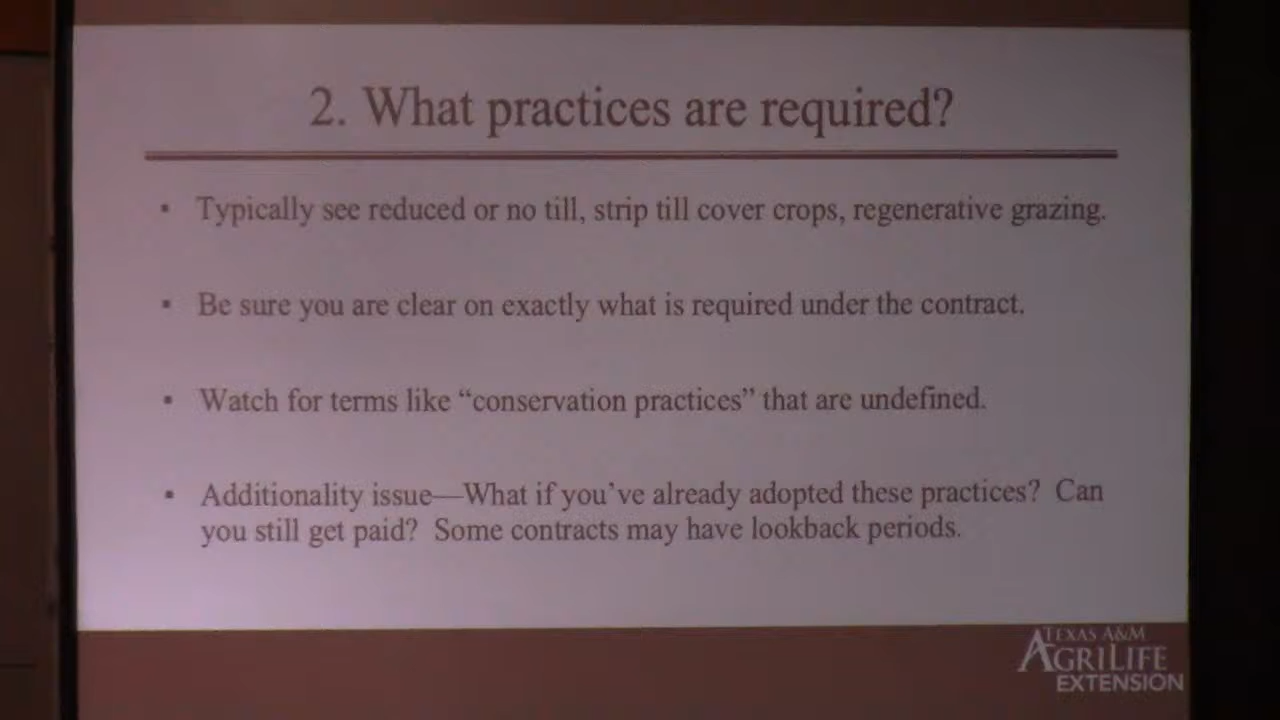 2. What practices are required?
▪ Typically see reduced or no till, strip till cover crops, regenerative grazing.
▪ Be sure you are clear on exactly what is required under the contract.
▪ Watch for terms like “conservation practices” that are undefined.
▪ Additionality issue—What if you’ve already adopted these practices? Can
you still get paid? Some contracts may have lookback periods.
TEXAS A&M
AGRILIFE
EXTENSION